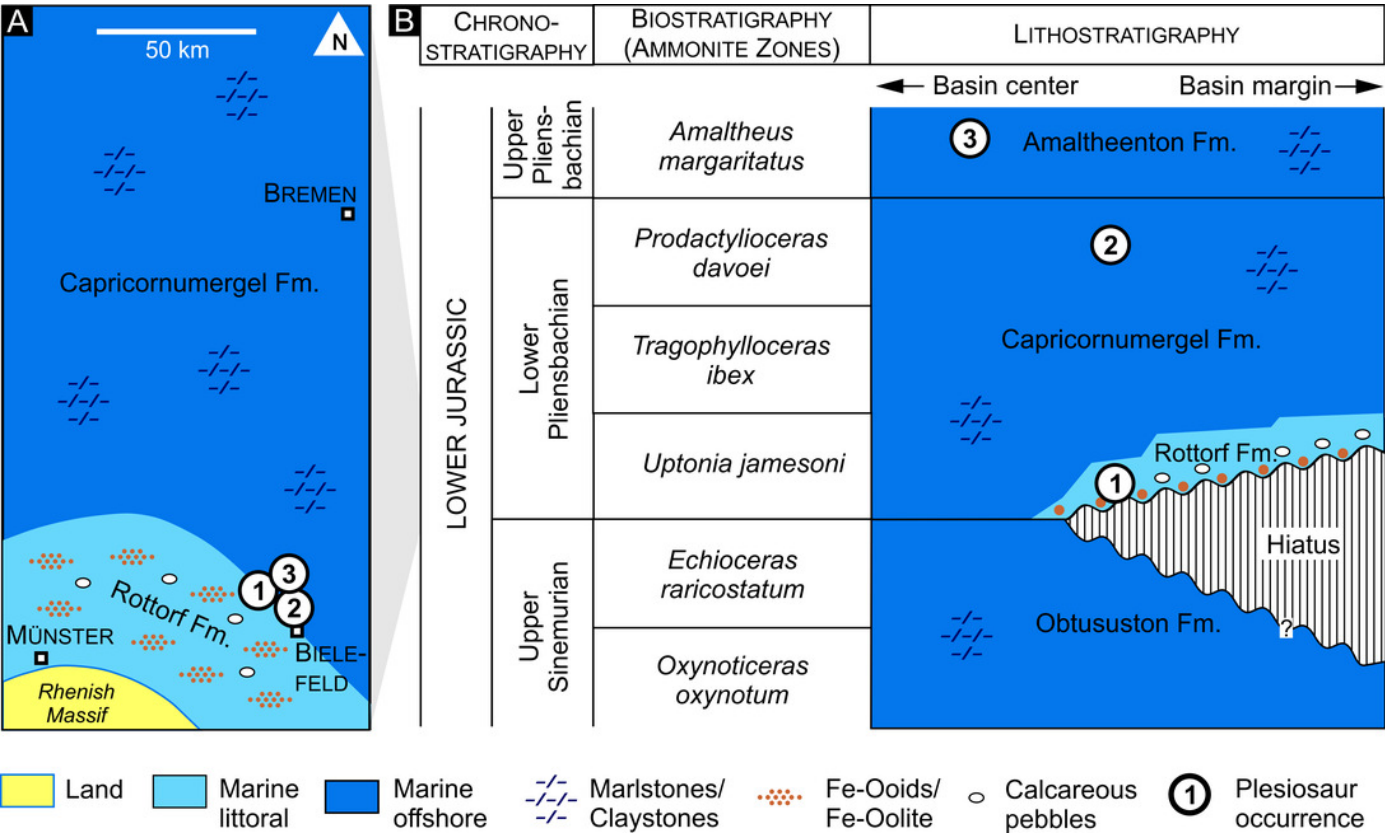 A
50 km
N
BREMEN
Capricornumergel Fm.
1
3
2
Rottorf Fm.
MÜNSTER
BIELE-
FELD
Rhenish
Massif
B
CHRONO-
STRATIGRAPHY
BIOSTRATIGRAPHY
(AMMONITE ZONES)
LITHOSTRATIGRAPHY
Basin center
Basin margin
LOWER JURASSIC
Upper
Pliens-
bachian
Amaltheus
margaritatus
3
Amaltheenton Fm.
Lower
Pliensbachian
Prodactylioceras
davoei
2
Tragophylloceras
ibex
Capricornumergel Fm.
Uptonia jamesoni
1
Rottorf Fm.
Upper
Sinemurian
Echioceras
raricostatum
Hiatus
Oxynoticeras
oxynotum
Obtususton Fm.
?
Land
Marine
littoral
Marine
offshore
Marlstones/
Claystones
Fe-Ooids/
Fe-Oolite
Calcareous
pebbles
1
Plesiosaur
occurrence